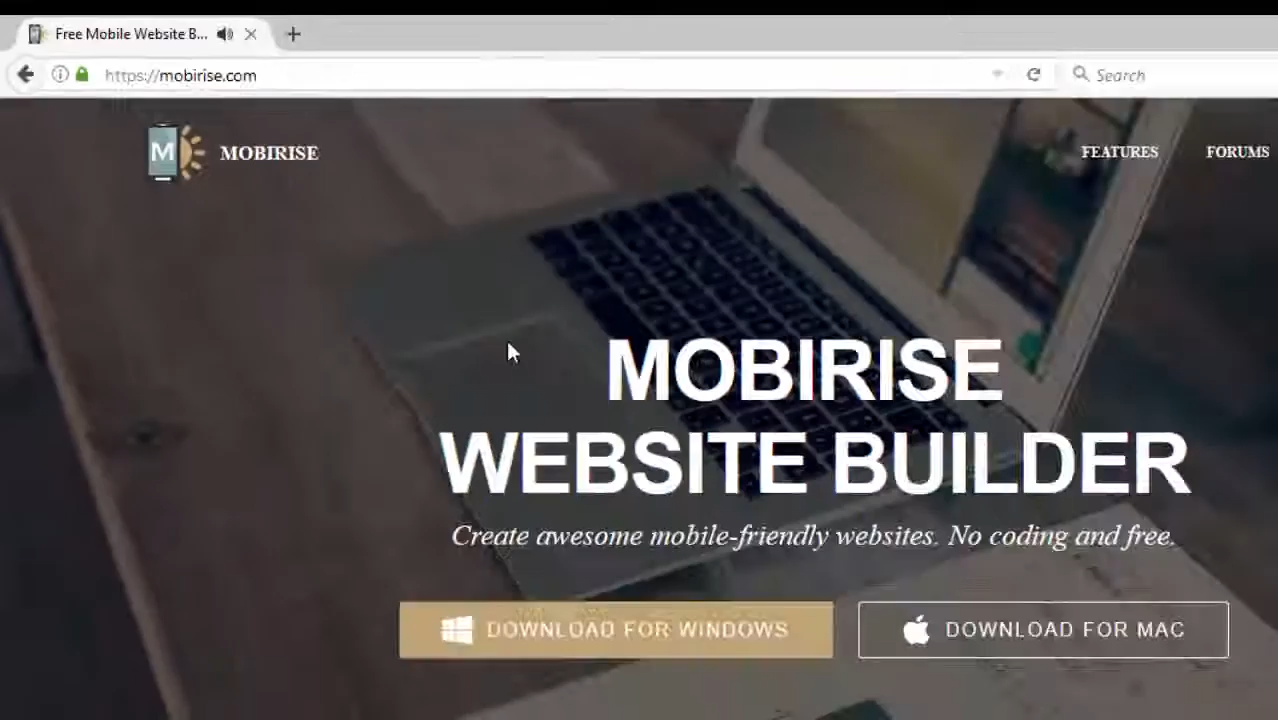 Free Mobile Website B...
https://mobirise.com
Search
M
MOBIRISE
FEATURES
FORUMS
MOBIRISE
WEBSITE BUILDER
Create awesome mobile-friendly websites. No coding and free.
DOWNLOAD FOR WINDOWS
DOWNLOAD FOR MAC